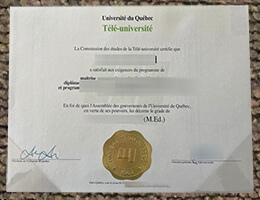 Université du Québec
Télé-université
La Commission des études de la Télé-université certifie que
a satisfait aux exigences du programme de
maîtrise
diplôme
et program
En foi de quoi l'Assemblée des gouverneurs de l'Université du Québec,
en vertu de ses pouvoirs, lui décerne le grade de
(M.Ed.)